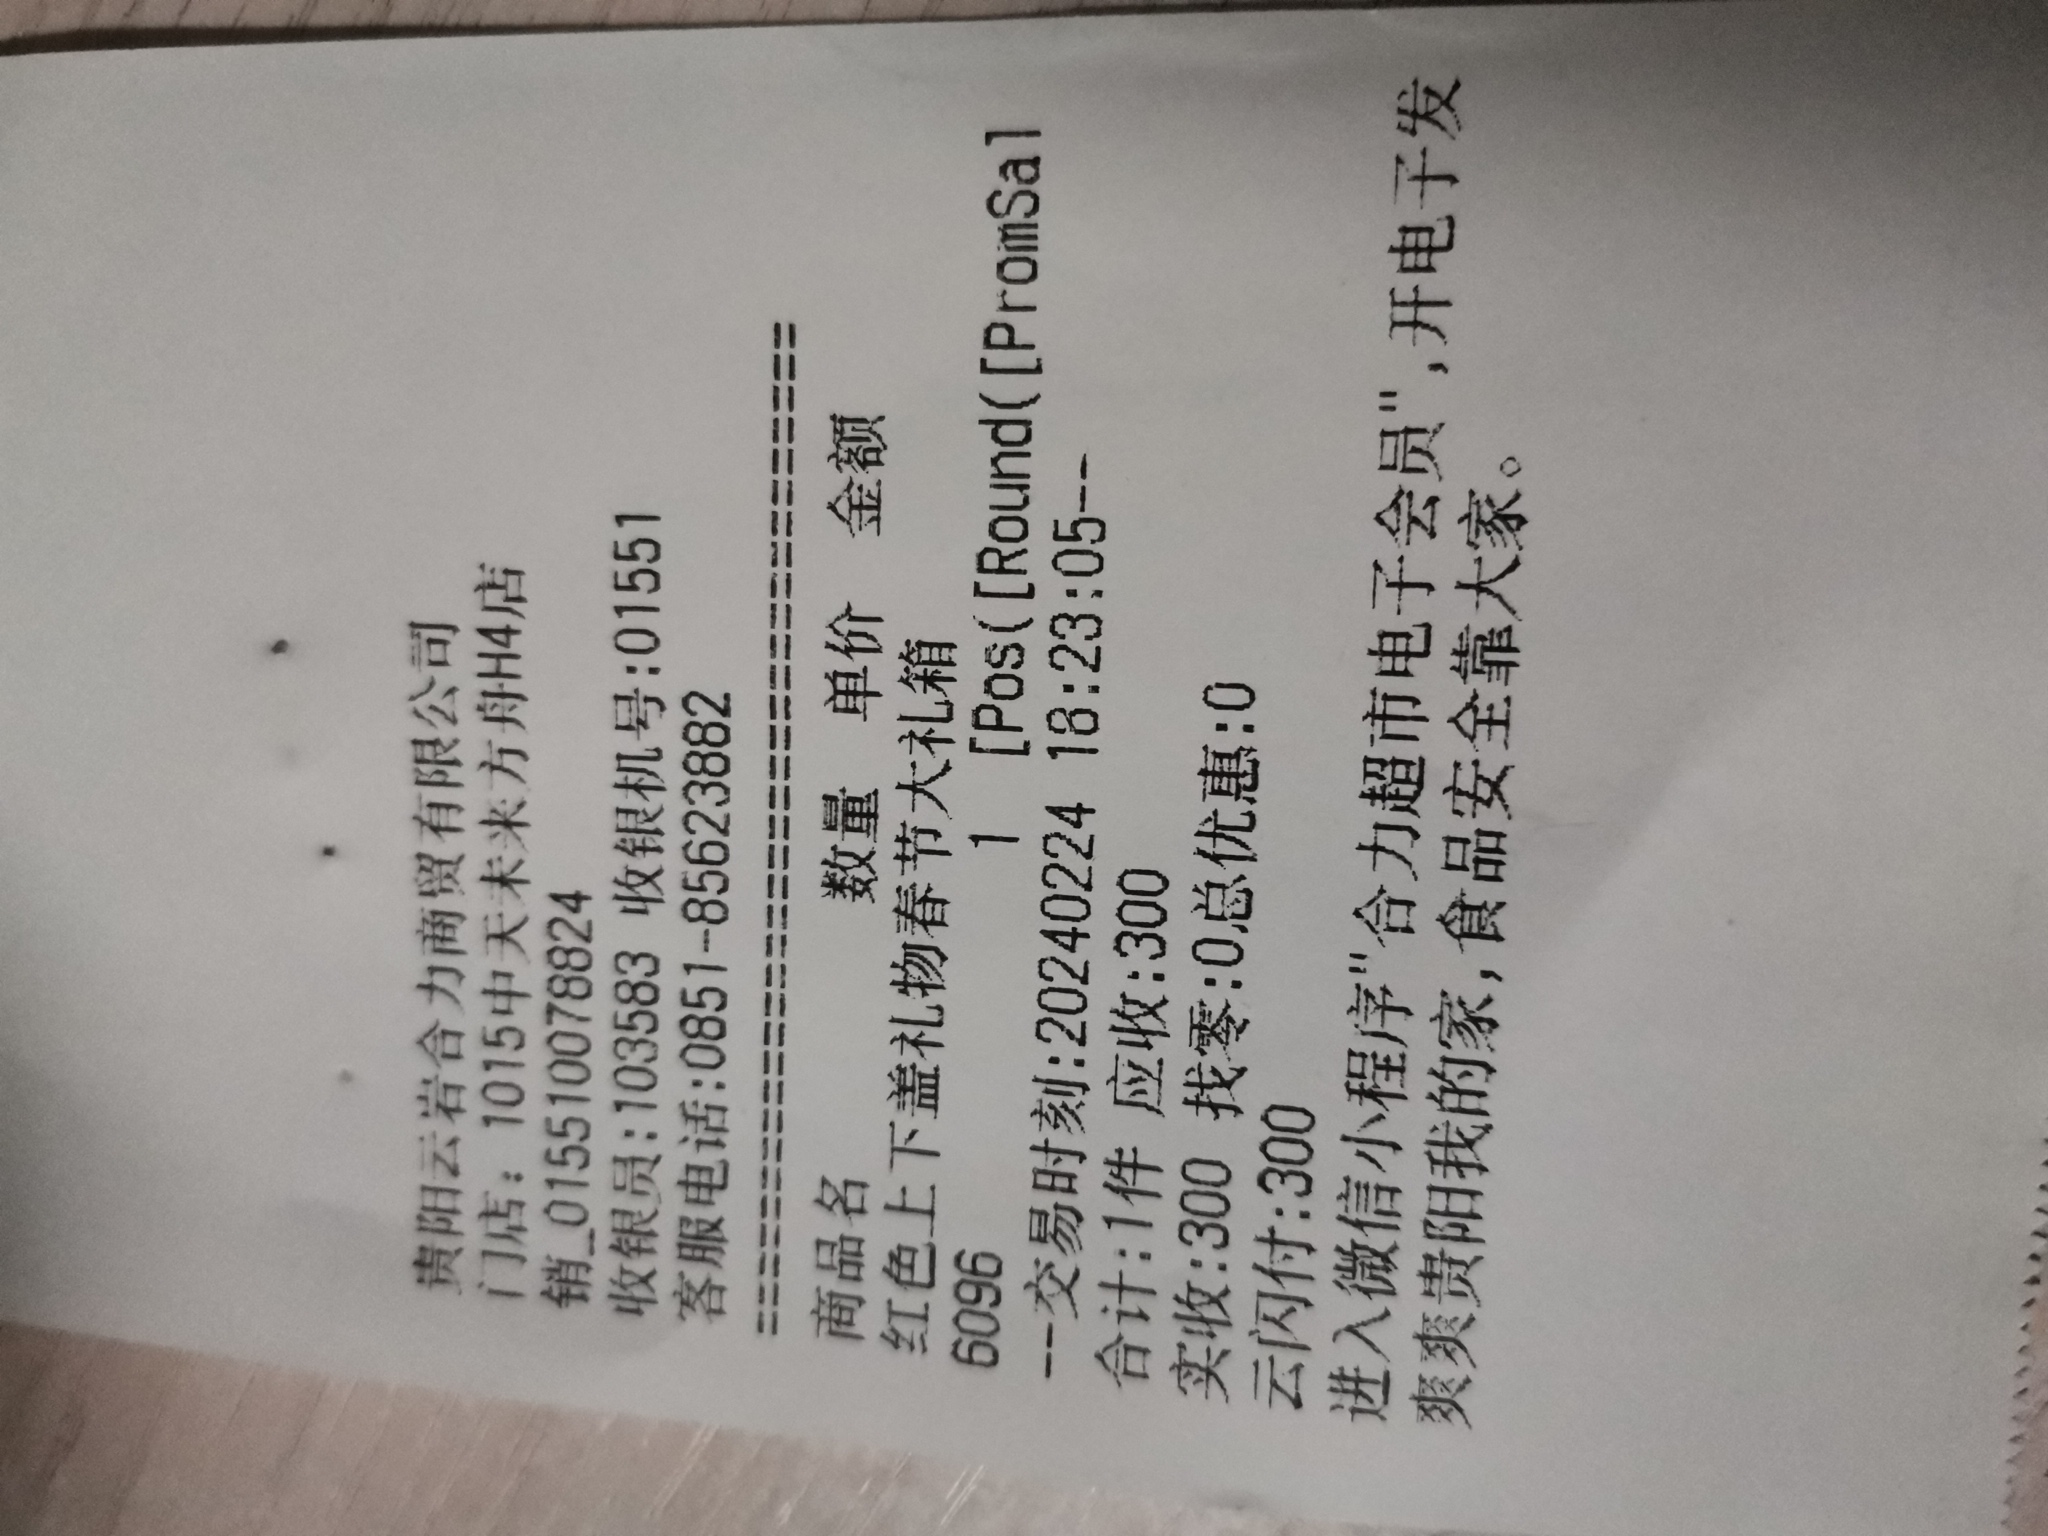 贵阳云岩合力商贸有限公司
门店：1015中天未来方舟H4店
销_015510078824
收银员:103583 收银机号:01551
客服电话:0851-85623882
==========================================
商品名 数量 单价 金额
红色上下盖礼物春节大礼箱
6096 1 [Pos([Round([PromSal
--交易时刻:20240224 18:23:05--
合计:1件 应收:300
实收:300 找零:0总优惠:0
云闪付:300
进入微信小程序"合力超市电子会员",开电子发
爽爽贵阳我的家,食品安全靠大家。